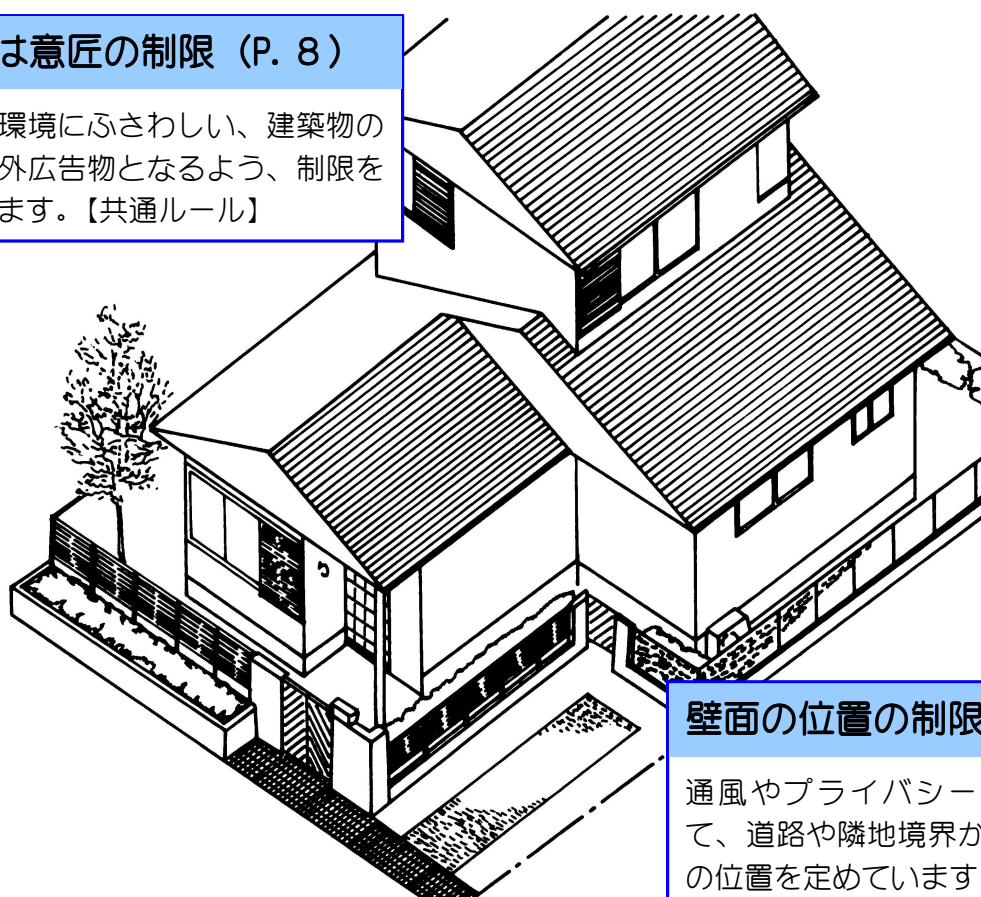 は意匠の制限（P.８）
環境にふさわしい、建築物の
外広告物となるよう、制限を
ます。【共通ルール】
壁面の位置の制限
通風やプライバシー
て、道路や隣地境界か
の位置を定めています